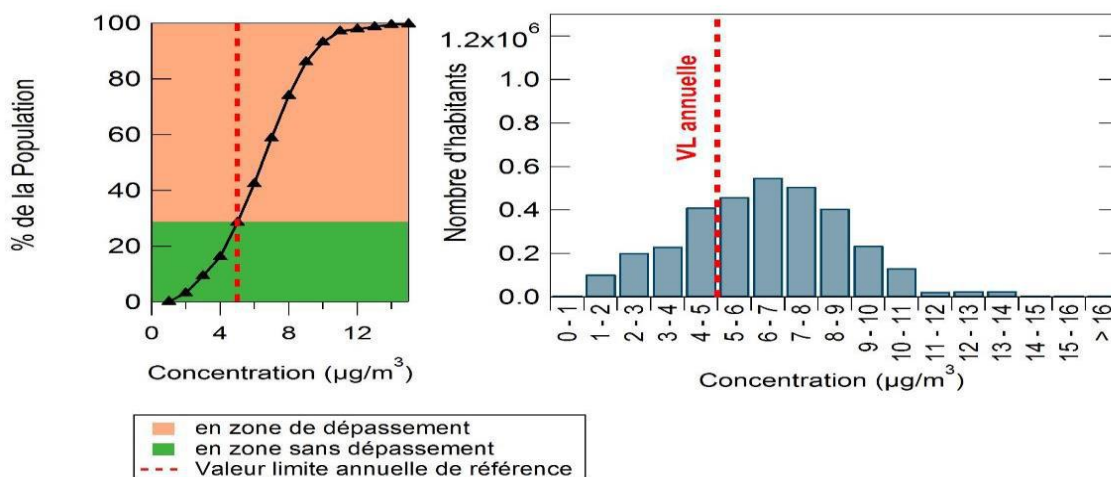 % de la Population
100
80
60
40
20
0
0 4 8 12
Concentration (µg/m³)
Nombre d'habitants
1.2x10⁶
1.0
0.8
0.6
0.4
0.2
0.0
VL annuelle
0 - 1
1 - 2
2 - 3
3 - 4
4 - 5
5 - 6
6 - 7
7 - 8
8 - 9
9 - 10
10 - 11
11 - 12
12 - 13
13 - 14
14 - 15
15 - 16
> 16
Concentration (µg/m³)
en zone de dépassement
en zone sans dépassement
Valeur limite annuelle de référence